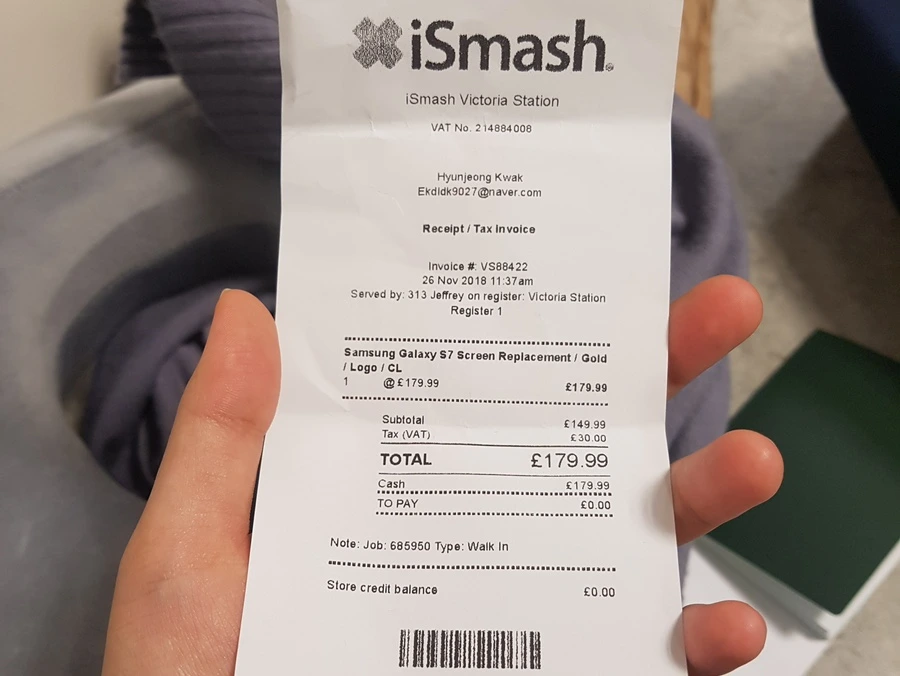 iSmash
iSmash Victoria Station
VAT No. 214884008
Hyunjeong Kwak
Ekdidk9027@naver.com
Receipt / Tax Invoice
Invoice #: VS88422
26 Nov 2018 11:37am
Served by: 313 Jeffrey on register: Victoria Station
Register 1
Samsung Galaxy S7 Screen Replacement / Gold
/ Logo / CL
1 @ £179.99 £179.99
Subtotal £149.99
Tax (VAT) £30.00
TOTAL £179.99
Cash £179.99
TO PAY £0.00
Note: Job: 685950 Type: Walk In
Store credit balance £0.00